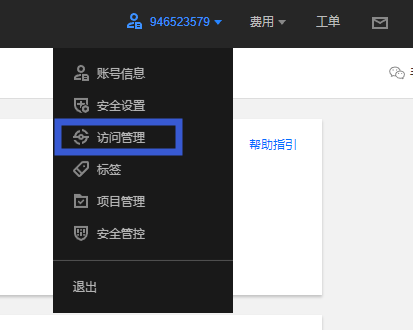 946523579 费用 工单
账号信息
安全设置
访问管理
帮助指引
标签
项目管理
安全管控
退出